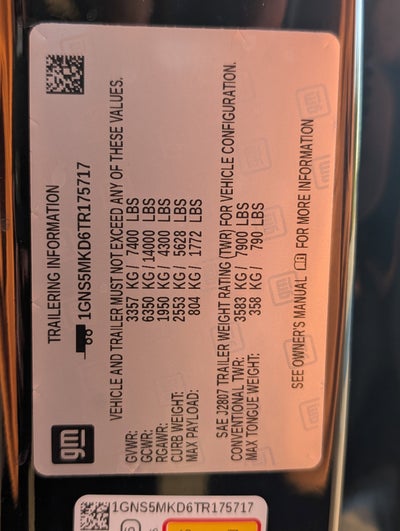 gm
TRAILERING INFORMATION
1GNS5MKD6TR175717
VEHICLE AND TRAILER MUST NOT EXCEED ANY OF THESE VALUES.
GVWR: 3357 KG / 7400 LBS
GCWR: 6350 KG / 14000 LBS
RGAWR: 1950 KG / 4300 LBS
CURB WEIGHT: 2553 KG / 5628 LBS
MAX PAYLOAD: 804 KG / 1772 LBS
SAE J2807 TRAILER WEIGHT RATING (TWR) FOR VEHICLE CONFIGURATION.
CONVENTIONAL TWR: 3583 KG / 7900 LBS
MAX TONGUE WEIGHT: 358 KG / 790 LBS
SEE OWNER'S MANUAL FOR MORE INFORMATION
1GNS5MKD6TR175717